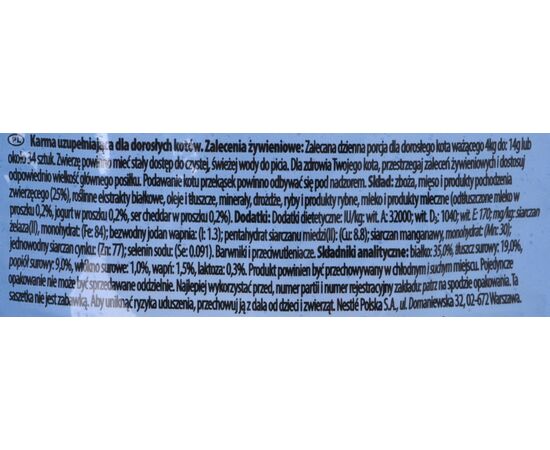 PL Karma uzupełniająca dla dorosłych kotów. Zalecenia żywieniowe: Zalecana dzienna porcja dla dorosłego kota ważącego 4kg do: 14g lub
około 34 sztuk. Zwierzę powinno mieć stały dostęp do czystej, świeżej wody do picia. Dla zdrowia Twojego kota, przestrzegaj zaleceń żywieniowych i dostosuj
odpowiednio wielkość głównego posiłku. Podawanie kotu przekąsek powinno odbywać się pod nadzorem. Skład: zboża, mięso i produkty pochodzenia
zwierzęcego (25%), roślinne ekstrakty białkowe, oleje i tłuszcze, minerały, drożdże, ryby i produkty rybne, mleko i produkty mleczne (odtłuszczone mleko w
proszku 0,2%, jogurt w proszku 0,2%, ser cheddar w proszku 0,2%). Dodatki: Dodatki dietetyczne: IU/kg: wit. A: 32000; wit. D3: 1040; wit. E: 170; mg/kg: siarczan
żelaza(II), monohydrat: (Fe: 84); bezwodny jodan wapnia: (I: 1.3); pentahydrat siarczanu miedzi(II): (Cu: 8.8); siarczan manganawy, monohydrat: (Mn: 30);
jednowodny siarczan cynku: (Zn: 77); selenin sodu: (Se: 0.091). Barwniki i przeciwutleniacze. Składniki analityczne: białko: 35,0%, tłuszcz surowy: 19,0%,
popiół surowy: 9,0%, włókno surowe: 1,0%, wapń: 1,5%, laktoza: 0,3%. Produkt powinien być przechowywany w chłodnym i suchym miejscu. Pojedyncze
opakowanie nie może być sprzedawane oddzielnie. Najlepiej wykorzystać przed, numer partii i numer rejestracyjny zakładu: patrz na spodzie opakowania. Ta
saszetka nie jest zabawką. Aby uniknąć ryzyka uduszenia, przechowuj ją z dala od dzieci i zwierząt. Nestlé Polska S.A., ul. Domaniewska 32, 02-672 Warszawa.